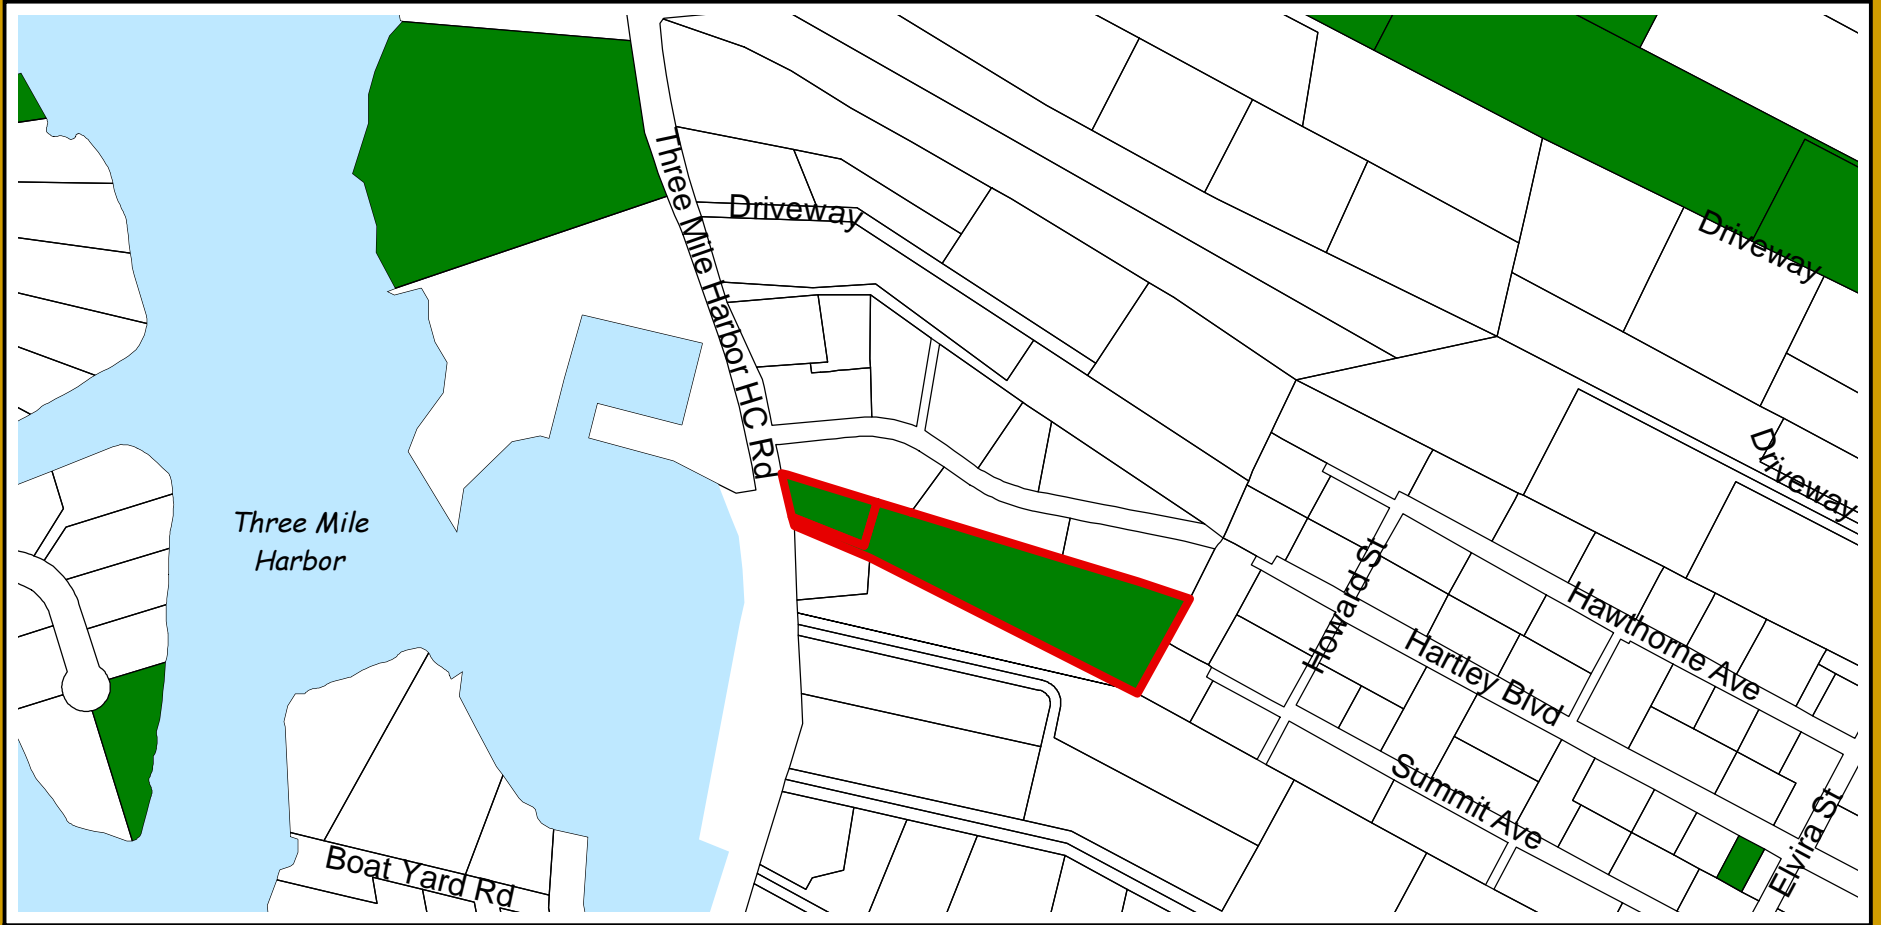 Three Mile Harbor HC Rd
Driveway
Driveway
Driveway
Three Mile
Harbor
Howard St
Hawthorne Ave
Hartley Blvd
Summit Ave
Elvira St
Boat Yard Rd